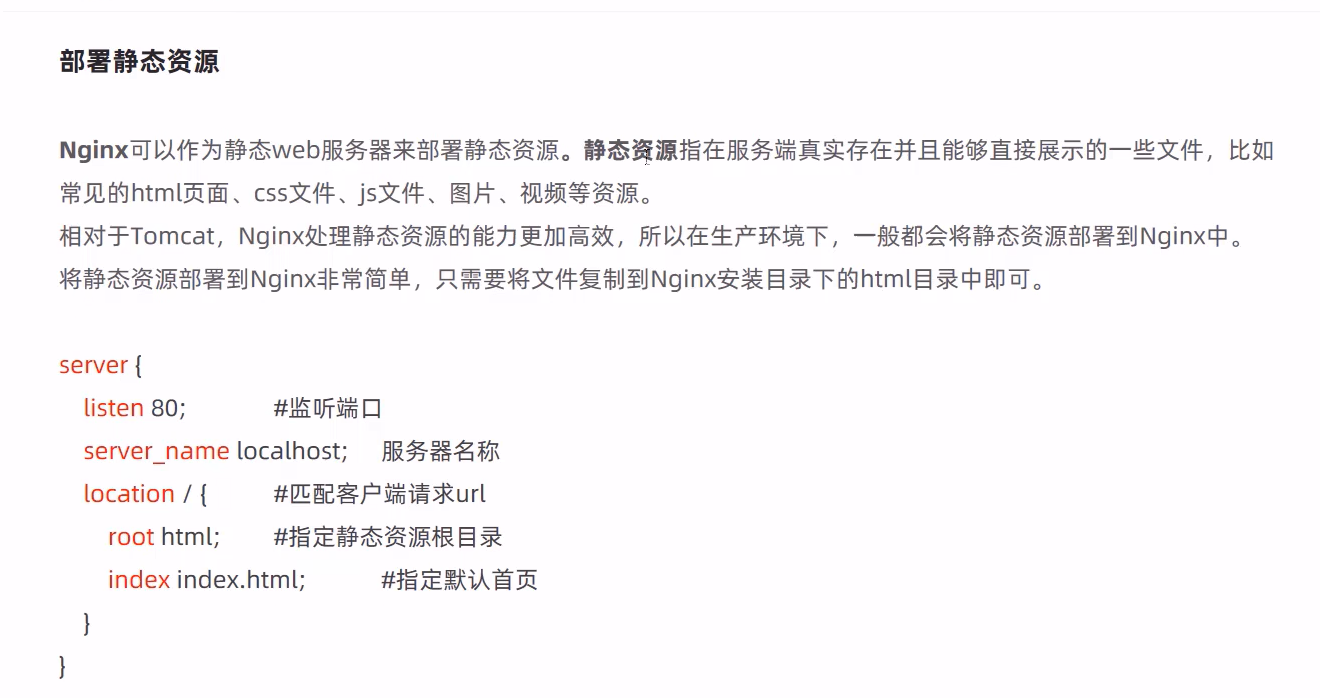 部署静态资源
Nginx可以作为静态web服务器来部署静态资源。静态资源指在服务端真实存在并且能够直接展示的一些文件，比如
常见的html页面、css文件、js文件、图片、视频等资源。
相对于Tomcat，Nginx处理静态资源的能力更加高效，所以在生产环境下，一般都会将静态资源部署到Nginx中。
将静态资源部署到Nginx非常简单，只需要将文件复制到Nginx安装目录下的html目录中即可。
server {
listen 80; #监听端口
server_name localhost; 服务器名称
location / { #匹配客户端请求url
root html; #指定静态资源根目录
index index.html; #指定默认首页
}
}